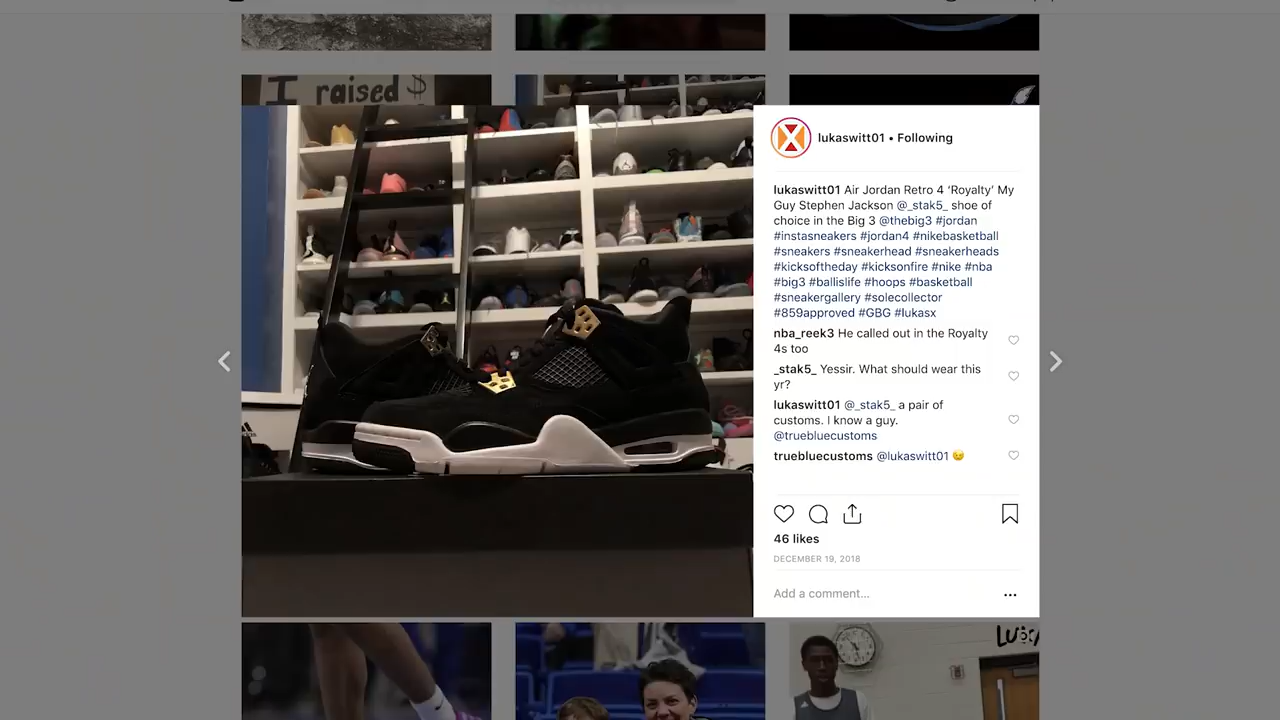 I raised $
lukaswitt01 • Following
lukaswitt01 Air Jordan Retro 4 ‘Royalty’ My
Guy Stephen Jackson @_stak5_ shoe of
choice in the Big 3 @thebig3 #jordan
#instasneakers #jordan4 #nikebasketball
#sneakers #sneakerhead #sneakerheads
#kicksoftheday #kicksonfire #nike #nba
#big3 #ballislife #hoops #basketball
#sneakergallery #solecollector
#859approved #GBG #lukasx
nba_reek3 He called out in the Royalty
4s too
_stak5_ Yessir. What should wear this
yr?
lukaswitt01 @_stak5_ a pair of
customs. I know a guy.
@truebluecustoms
truebluecustoms @lukaswitt01 😉
adidas
46 likes
DECEMBER 19, 2018
Add a comment...